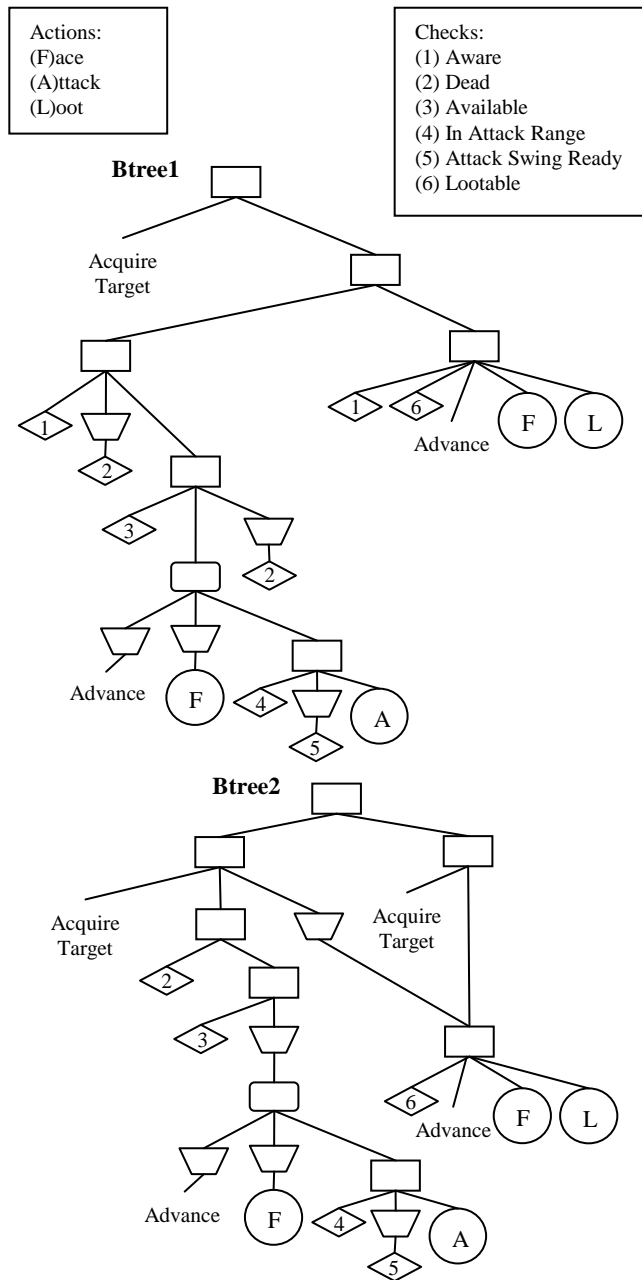 Actions:
(F)ace
(A)ttack
(L)oot
Checks:
(1) Aware
(2) Dead
(3) Available
(4) In Attack Range
(5) Attack Swing Ready
(6) Lootable
Btree1
Acquire
Target
1
6
F
L
Advance
1
2
3
2
Advance
F
4
A
5
Btree2
Acquire
Target
Acquire
Target
2
3
6
F
L
Advance
Advance
F
4
A
5